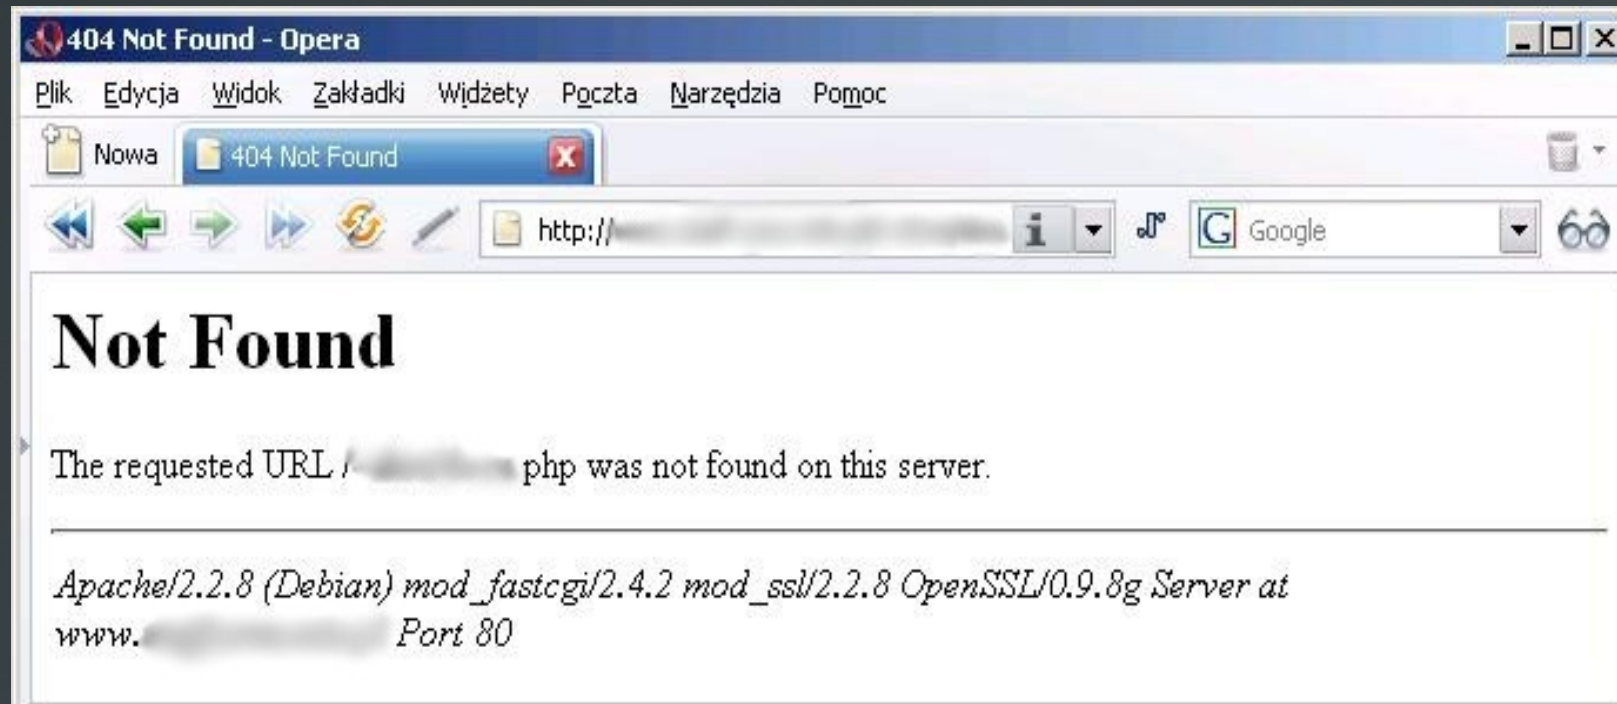 404 Not Found - Opera
Plik Edycja Widok Zakładki Widżety Poczta Narzędzia Pomoc
Nowa 404 Not Found
http:// Google
Not Found
The requested URL / php was not found on this server.
Apache/2.2.8 (Debian) mod_fastcgi/2.4.2 mod_ssl/2.2.8 OpenSSL/0.9.8g Server at
www. Port 80